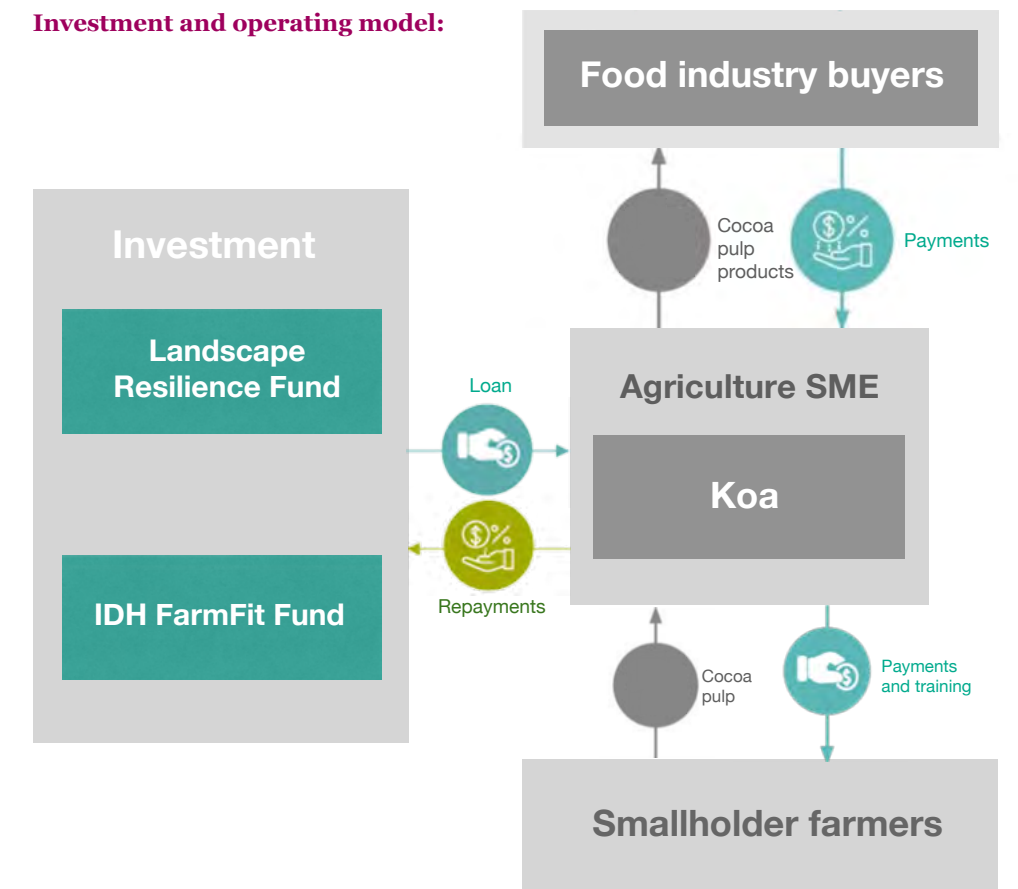 Investment and operating model:
Food industry buyers
Cocoa
pulp
products
Payments
Investment
Landscape
Resilience Fund
IDH FarmFit Fund
Loan
Repayments
Agriculture SME
Koa
Cocoa
pulp
Payments
and training
Smallholder farmers